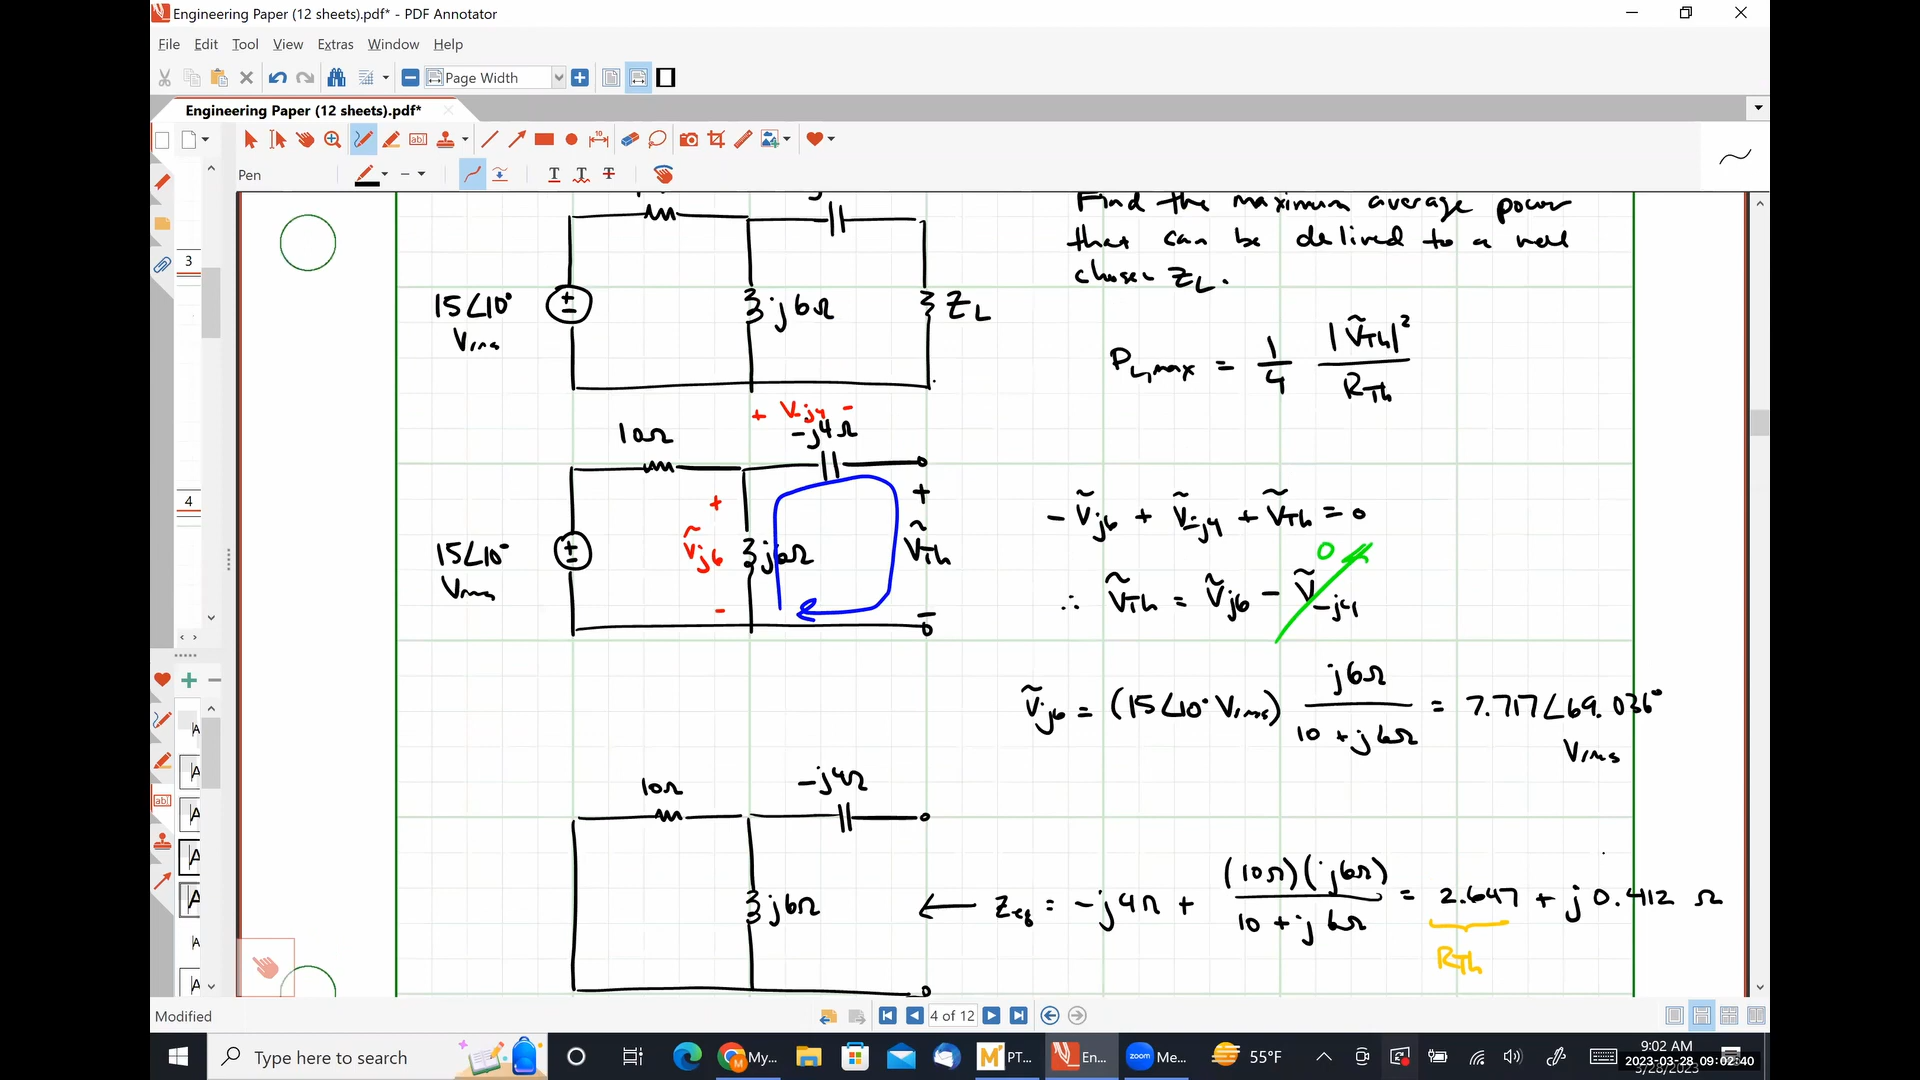 Engineering Paper (12 sheets).pdf* - PDF Annotator
File Edit Tool View Extras Window Help
Page Width
Engineering Paper (12 sheets).pdf*
Pen
3
4
Find the maximum average power
that can be delived to a well
chosen Z_L.
15∠10°
Vrms
j6Ω
Z_L
P_L,max = 1/4 |Ṽ_Th|² / R_Th
+ V_-j4 -
10Ω
-j4Ω
15∠10°
Vrms
+
Ṽ_j6
-
j6Ω
+
Ṽ_Th
-
-Ṽ_j6 + Ṽ_-j4 + Ṽ_Th = 0
0
∴ Ṽ_Th = Ṽ_j6 - Ṽ_-j4
Ṽ_j6 = (15∠10° Vrms) j6Ω / (10 + j6Ω) = 7.717∠69.036°
Vrms
10Ω
-j4Ω
j6Ω
← Z_eq = -j4Ω + (10Ω)(j6Ω) / (10 + j6Ω) = 2.647 + j0.412 Ω
R_Th
Modified
4 of 12
Type here to search
My...
PT...
En...
zoom
Me...
55°F
9:02 AM
2023-03-28 09:02:40